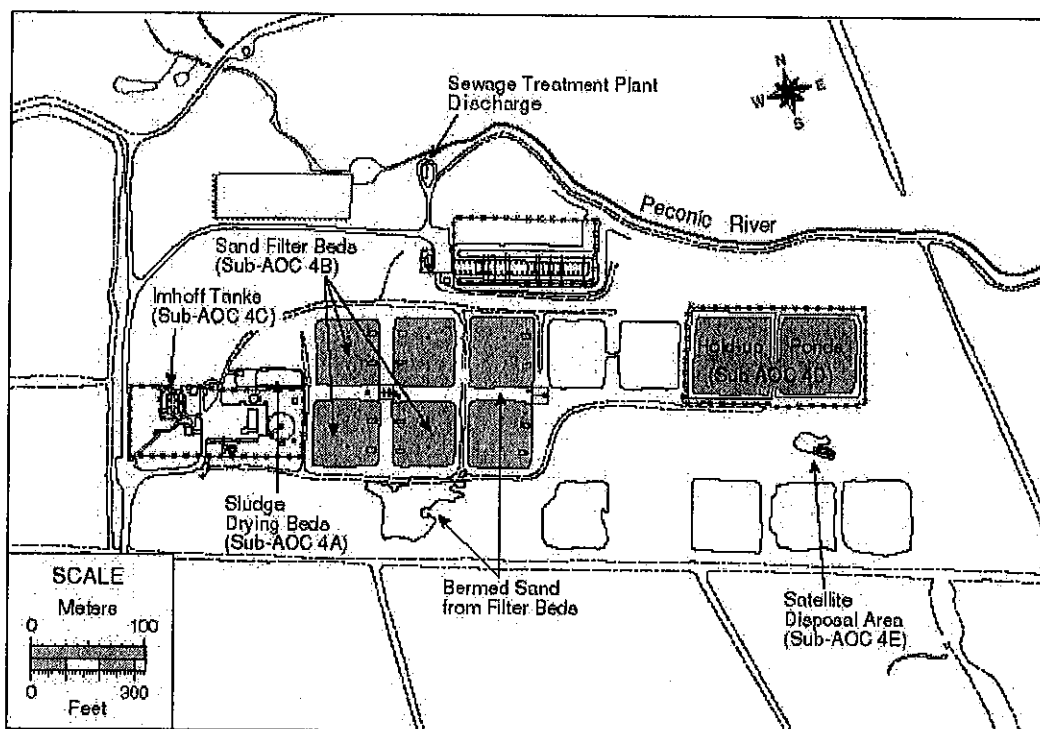 Sewage Treatment Plant
Discharge
N
W E
S
Peconic River
Sand Filter Beds
(Sub-AOC 4B)
Imhoff Tanks
(Sub-AOC 4C)
Holdup Ponds
(Sub-AOC 4D)
Sludge
Drying Beds
(Sub-AOC 4A)
Bermed Sand
from Filter Beds
Satellite
Disposal Area
(Sub-AOC 4E)
SCALE
Meters
0 100
0 300
Feet